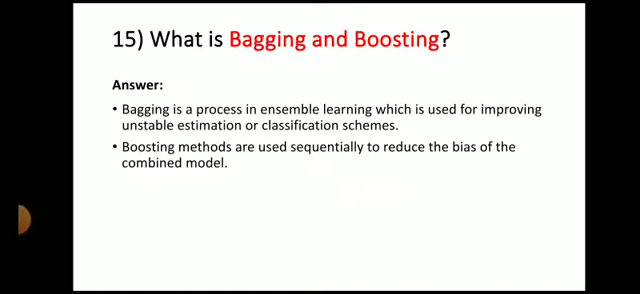 15) What is Bagging and Boosting?
Answer:
• Bagging is a process in ensemble learning which is used for improving
unstable estimation or classification schemes.
• Boosting methods are used sequentially to reduce the bias of the
combined model.